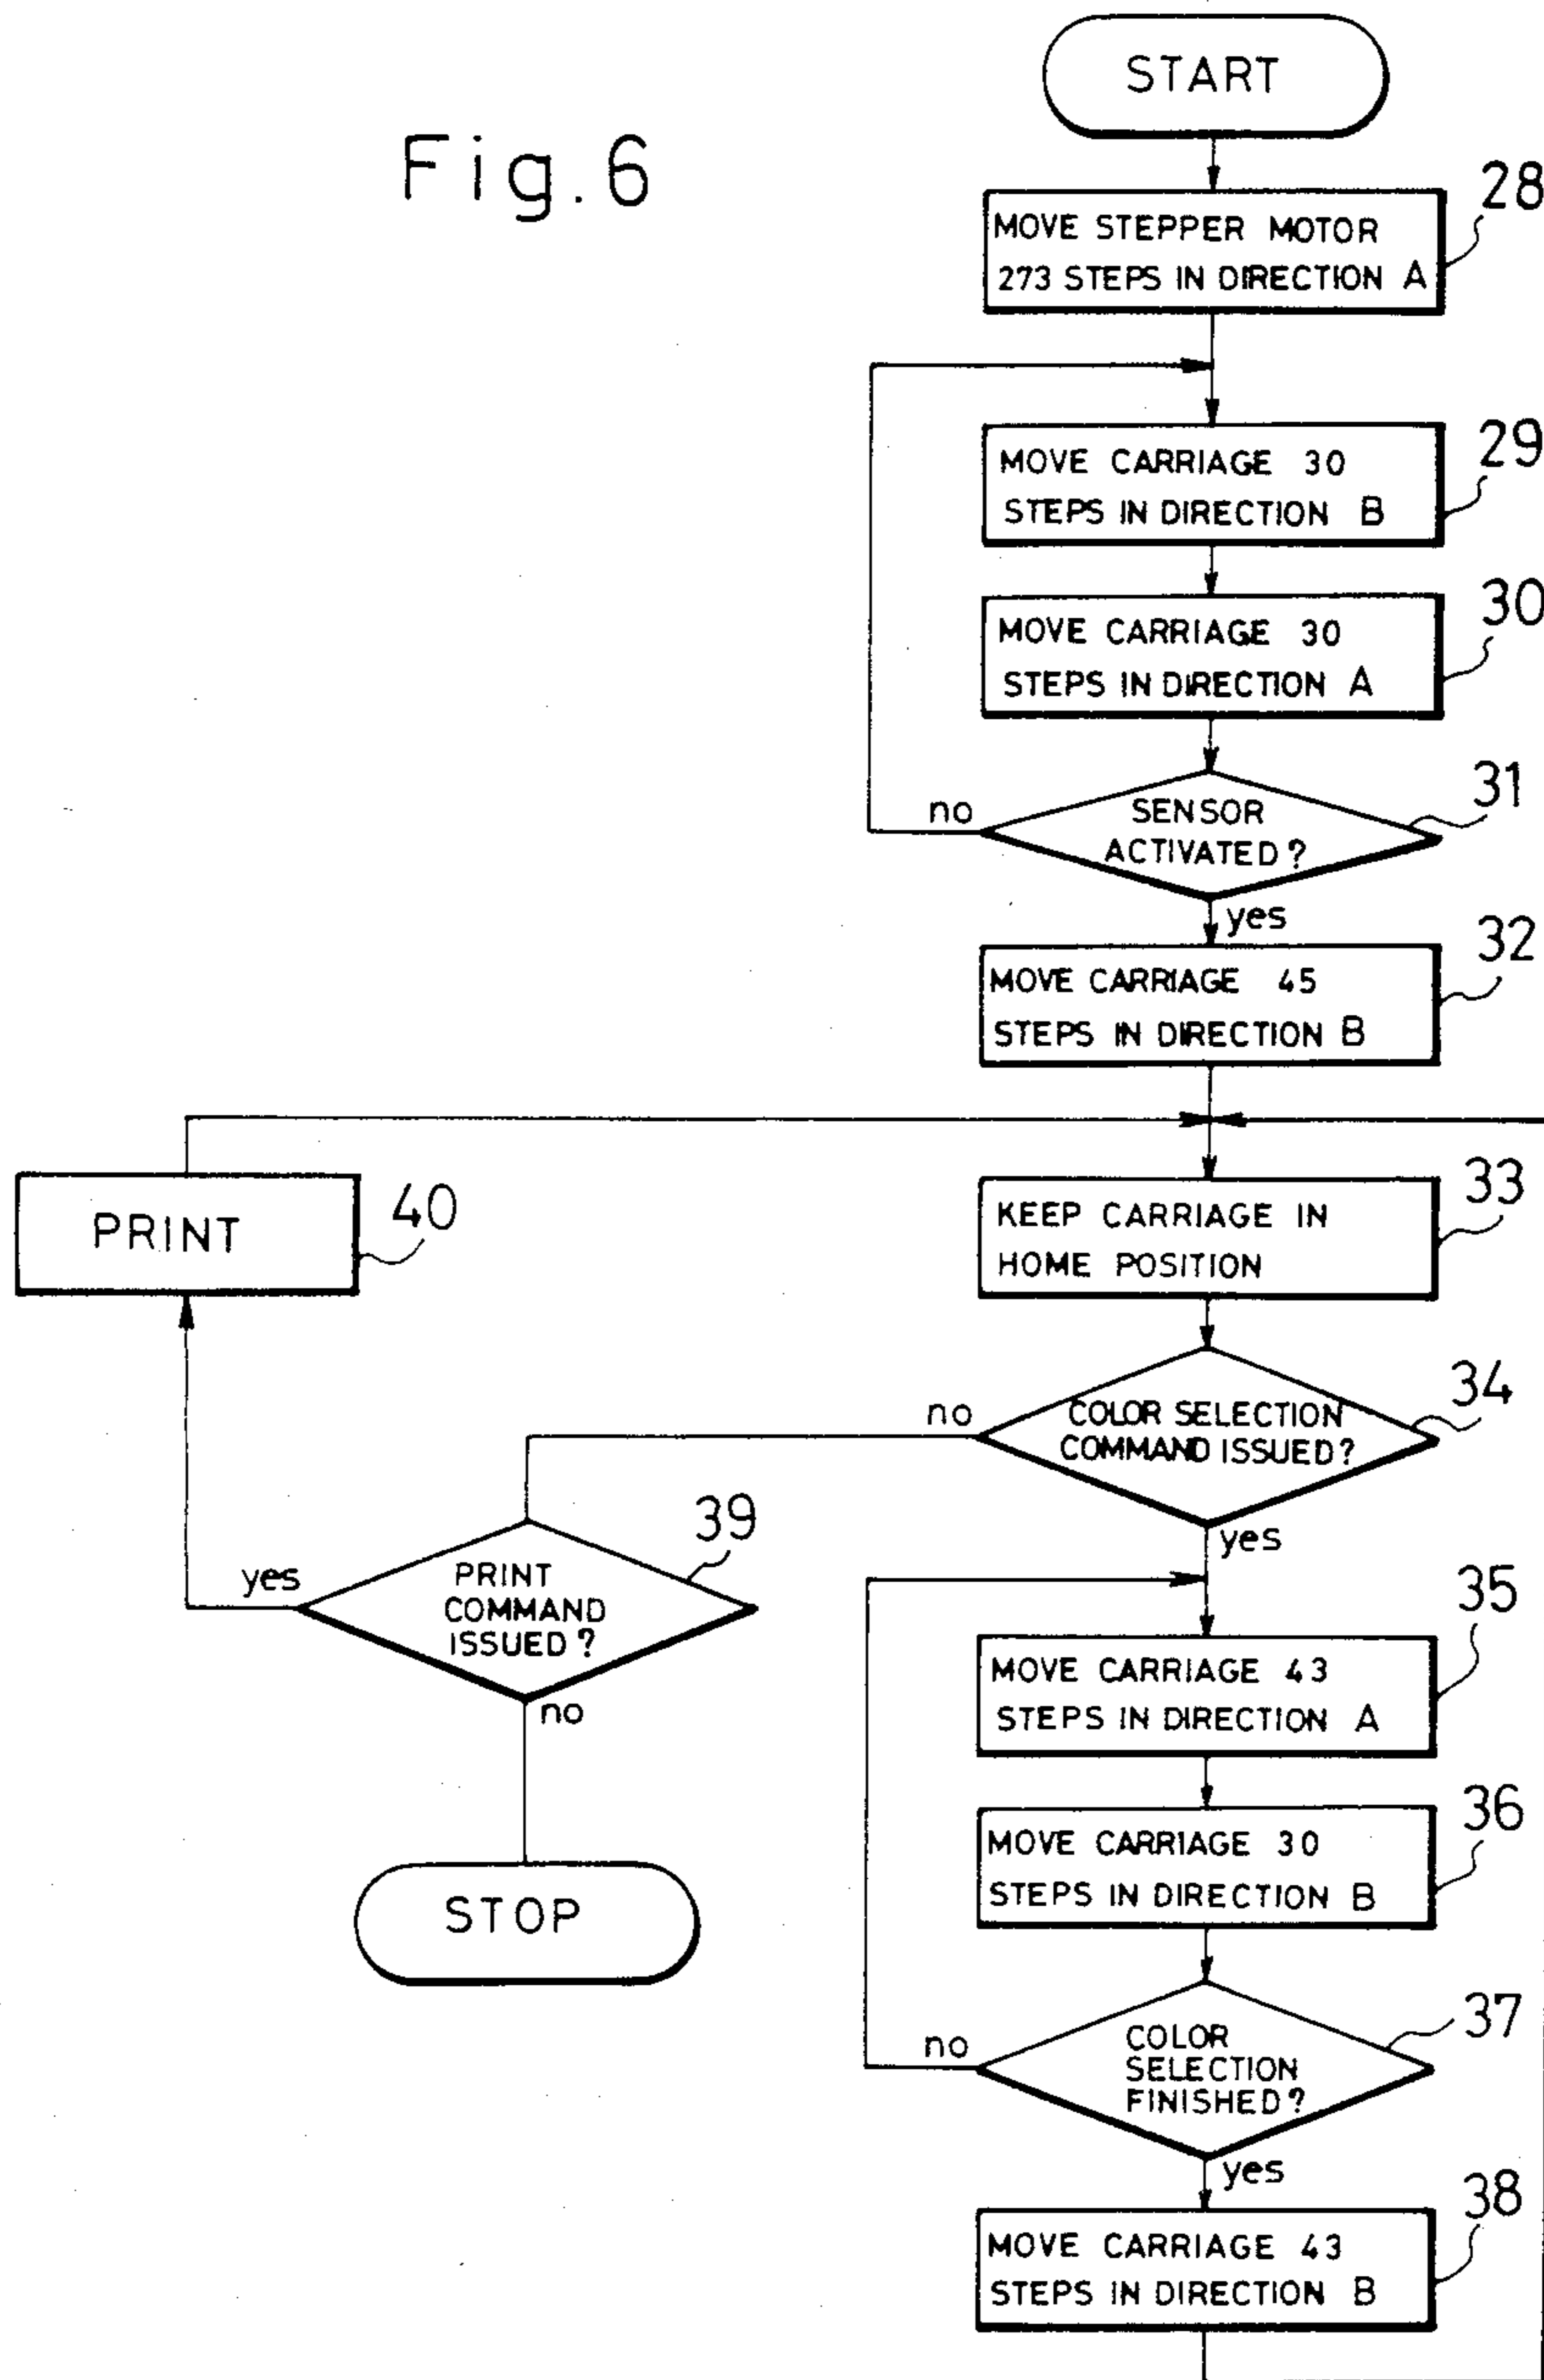 START
Fig.6
28
MOVE STEPPER MOTOR
273 STEPS IN DIRECTION A
29
MOVE CARRIAGE 30
STEPS IN DIRECTION B
30
MOVE CARRIAGE 30
STEPS IN DIRECTION A
31
no
SENSOR
ACTIVATED?
yes
32
MOVE CARRIAGE 45
STEPS IN DIRECTION B
PRINT
40
33
KEEP CARRIAGE IN
HOME POSITION
34
no
COLOR SELECTION
COMMAND ISSUED?
yes
39
yes
PRINT
COMMAND
ISSUED?
no
35
MOVE CARRIAGE 43
STEPS IN DIRECTION A
36
MOVE CARRIAGE 30
STEPS IN DIRECTION B
STOP
37
no
COLOR
SELECTION
FINISHED?
yes
38
MOVE CARRIAGE 43
STEPS IN DIRECTION B